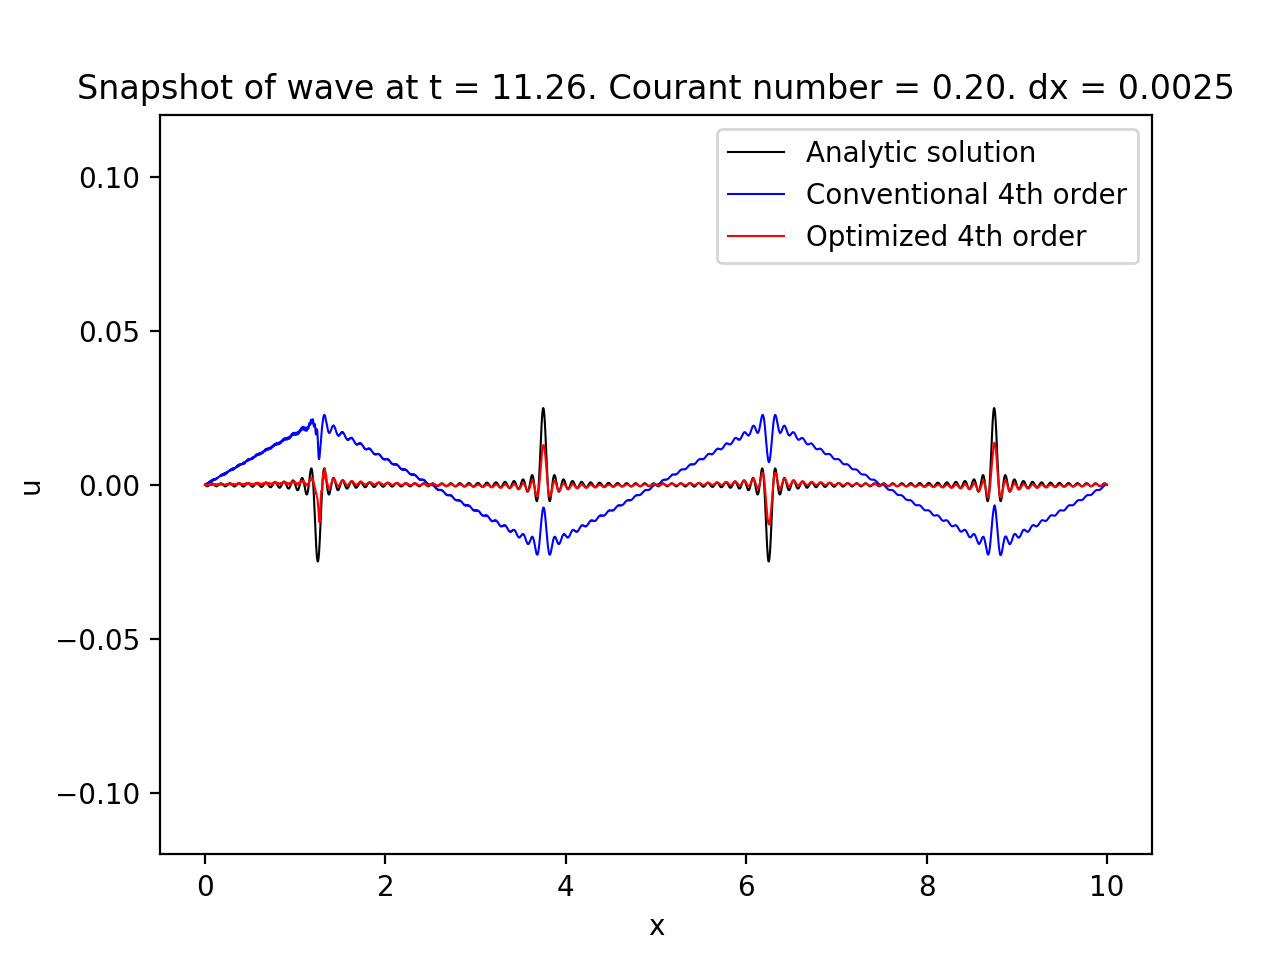 Snapshot of wave at t = 11.26. Courant number = 0.20. dx = 0.0025
Analytic solution
Conventional 4th order
Optimized 4th order
0.10
0.05
0.00
−0.05
−0.10
u
0 2 4 6 8 10
x